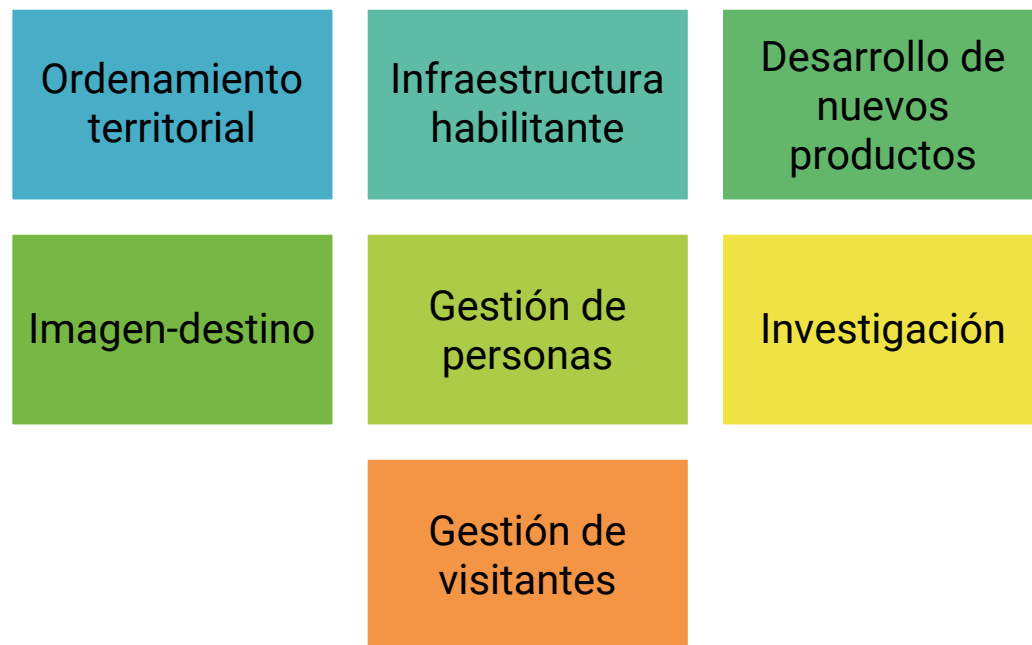 Ordenamiento
territorial
Infraestructura
habilitante
Desarrollo de
nuevos
productos
Imagen-destino
Gestión de
personas
Investigación
Gestión de
visitantes